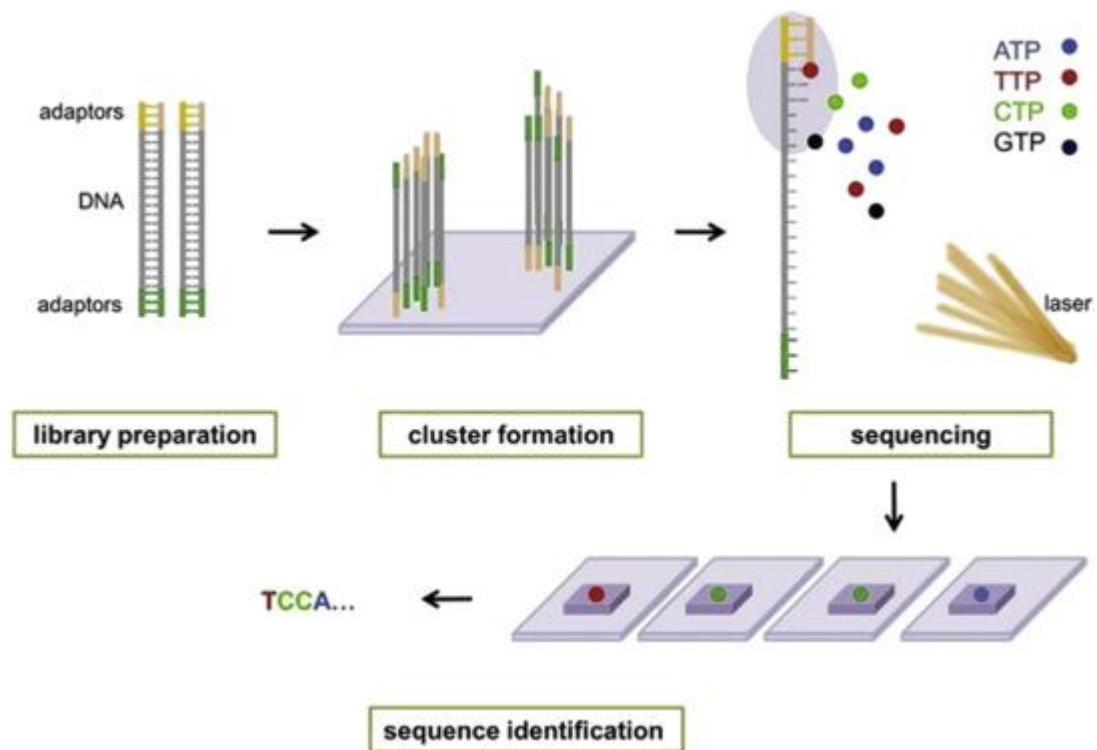 adaptors
DNA
adaptors
ATP
TTP
CTP
GTP
laser
library preparation
cluster formation
sequencing
TCCA...
sequence identification